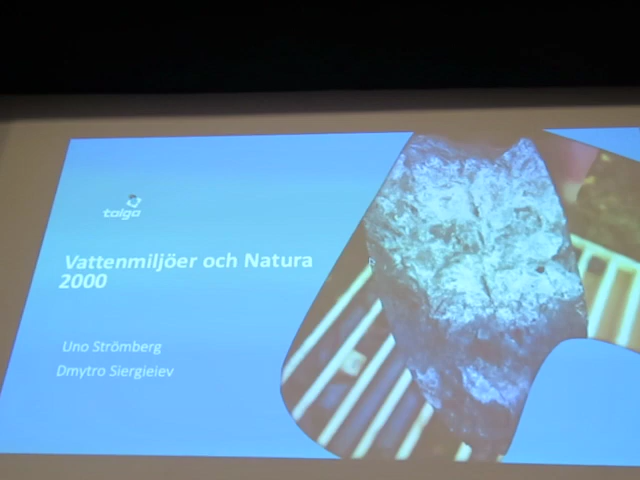 taiga
Vattenmiljöer och Natura
2000
Uno Strömberg
Dmytro Siergieiev